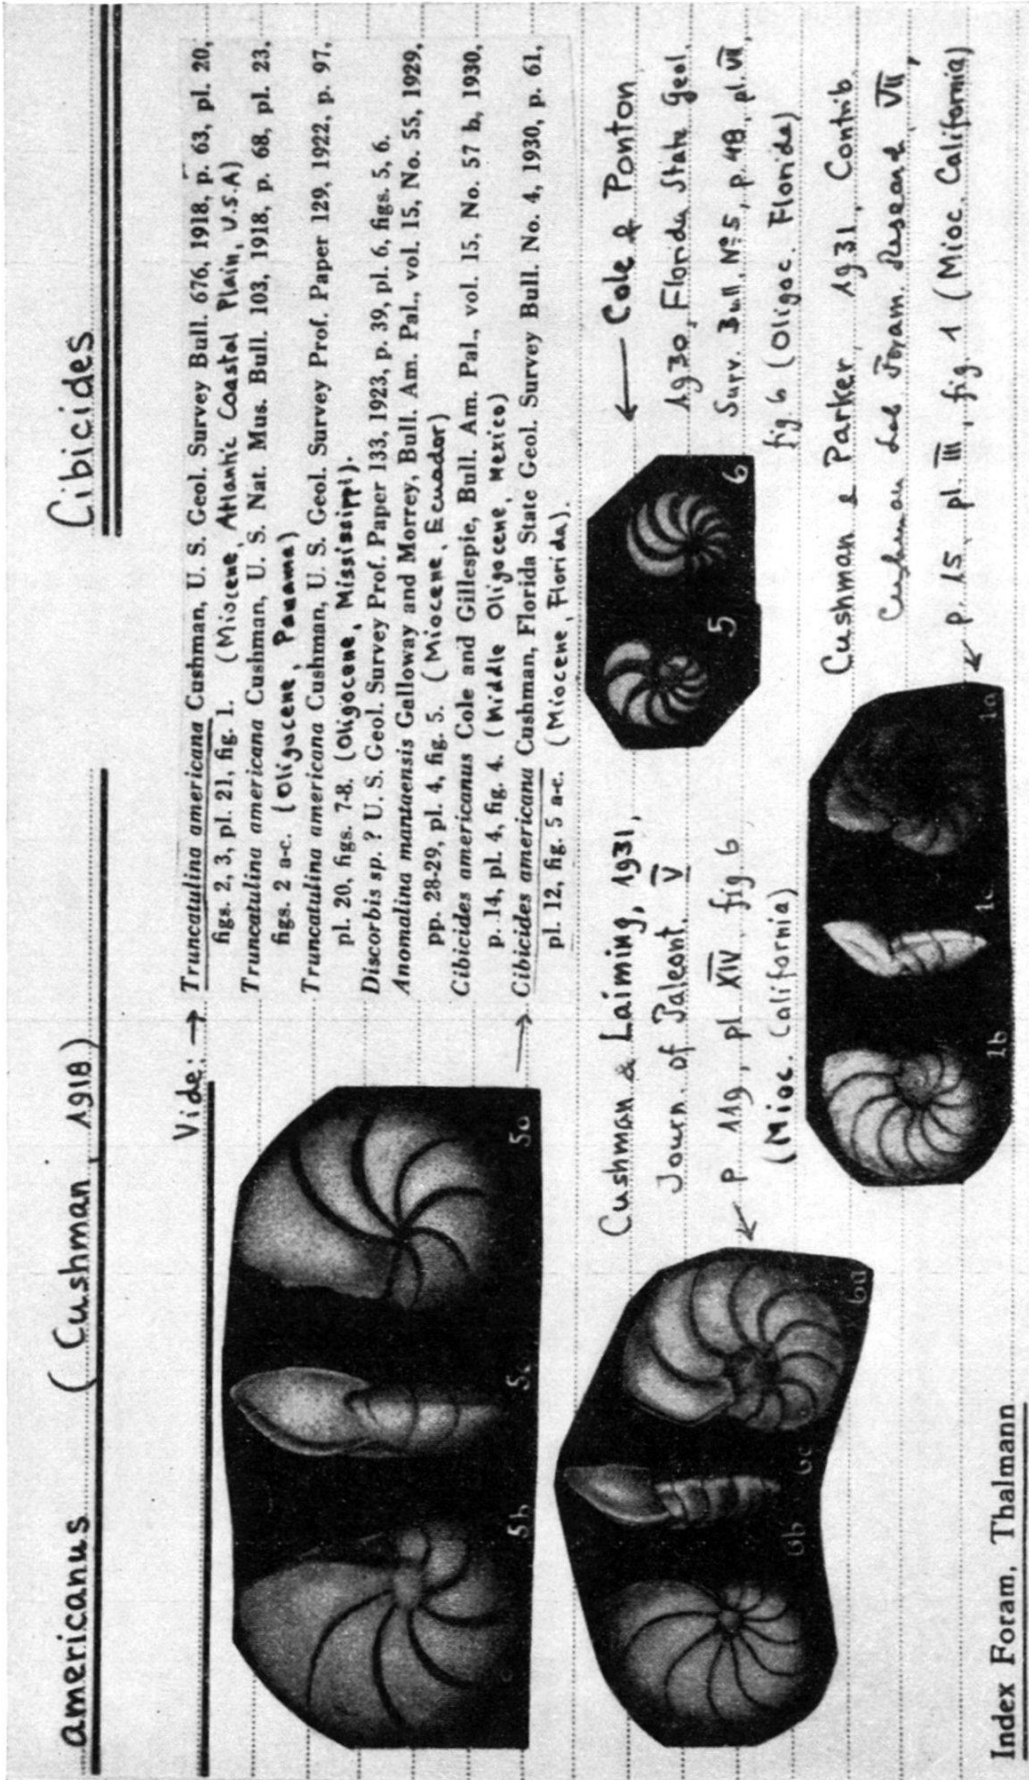 americanus (Cushman, 1918) Cibicides
Vide: → Truncatulina americana Cushman, U. S. Geol. Survey Bull. 676, 1918, p. 63, pl. 20,
figs. 2, 3, pl. 21, fig. 1. (Miocene, Atlantic Coastal Plain, U.S.A)
Truncatulina americana Cushman, U. S. Nat. Mus. Bull. 103, 1918, p. 68, pl. 23,
figs. 2 a-c. (Oligocene, Panama)
Truncatulina americana Cushman, U. S. Geol. Survey Prof. Paper 129, 1922, p. 97,
pl. 20, figs. 7-8. (Oligocene, Mississippi).
Discorbis sp. ? U. S. Geol. Survey Prof. Paper 133, 1923, p. 39, pl. 6, figs. 5, 6.
Anomalina mantaensis Galloway and Morrey, Bull. Am. Pal., vol. 15, No. 55, 1929,
pp. 28-29, pl. 4, fig. 5. (Miocene, Ecuador)
Cibicides americanus Cole and Gillespie, Bull. Am. Pal., vol. 15, No. 57 b, 1930,
p. 14, pl. 4, fig. 4. (Middle Oligocene, Mexico)
→ Cibicides americana Cushman, Florida State Geol. Survey Bull. No. 4, 1930, p. 61,
pl. 12, fig. 5 a-c. (Miocene, Florida).
5b 5c 5a
5 6
← Cole & Ponton
1930, Florida State Geol.
Surv. Bull. No 5, p. 48, pl. VII,
fig. 6 (Oligoc. Florida)
Cushman & Laiming, 1931,
Journ. of Paleont. V
← p. 119, pl. XIV, fig. 6
(Mioc. California)
6b 6c 6a
Cushman & Parker, 1931, Contrib.
Cushman Lab Foram. Research VII,
← p. 15, pl. III, fig. 1 (Mioc. California)
1b 1c 1a
Index Foram, Thalmann